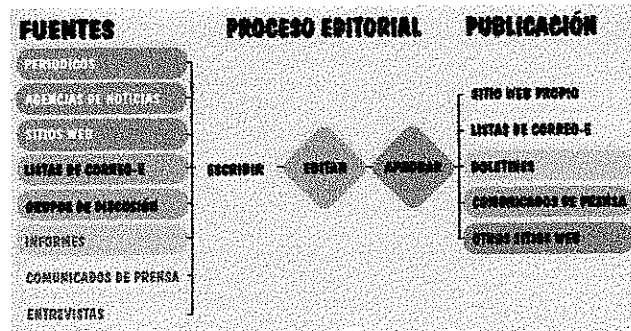 FUENTES
PERIODICOS
AGENCIAS DE NOTICIAS
SITIOS WEB
LISTAS DE CORREO-E
GRUPOS DE DISCUSIÓN
INFORMES
COMUNICADOS DE PRENSA
ENTREVISTAS
PROCESO EDITORIAL
ESCRIBIR
EDITAR
APROBAR
PUBLICACIÓN
SITIO WEB PROPIO
LISTAS DE CORREO-E
BOLETINES
COMUNICADOS DE PRENSA
OTROS SITIOS WEB